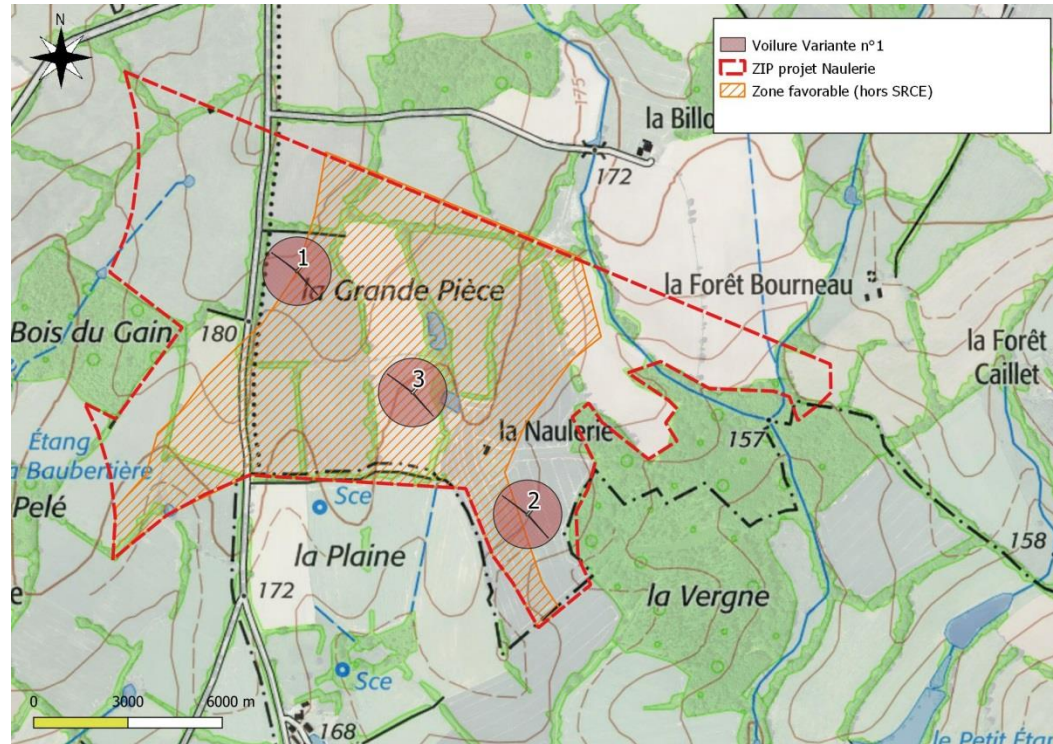 N
Voilure Variante n°1
ZIP projet Naulerie
Zone favorable (hors SRCE)
175
la Billo
172
1
la Grande Pièce
la Forêt Bourneau
Bois du Gain
180
la Forêt
Caillet
3
Étang
Baubertière
la Naulerie
157
Pelé
Sce
2
la Plaine
158
172
la Vergne
Sce
0 3000 6000 m
168
le Petit Étan